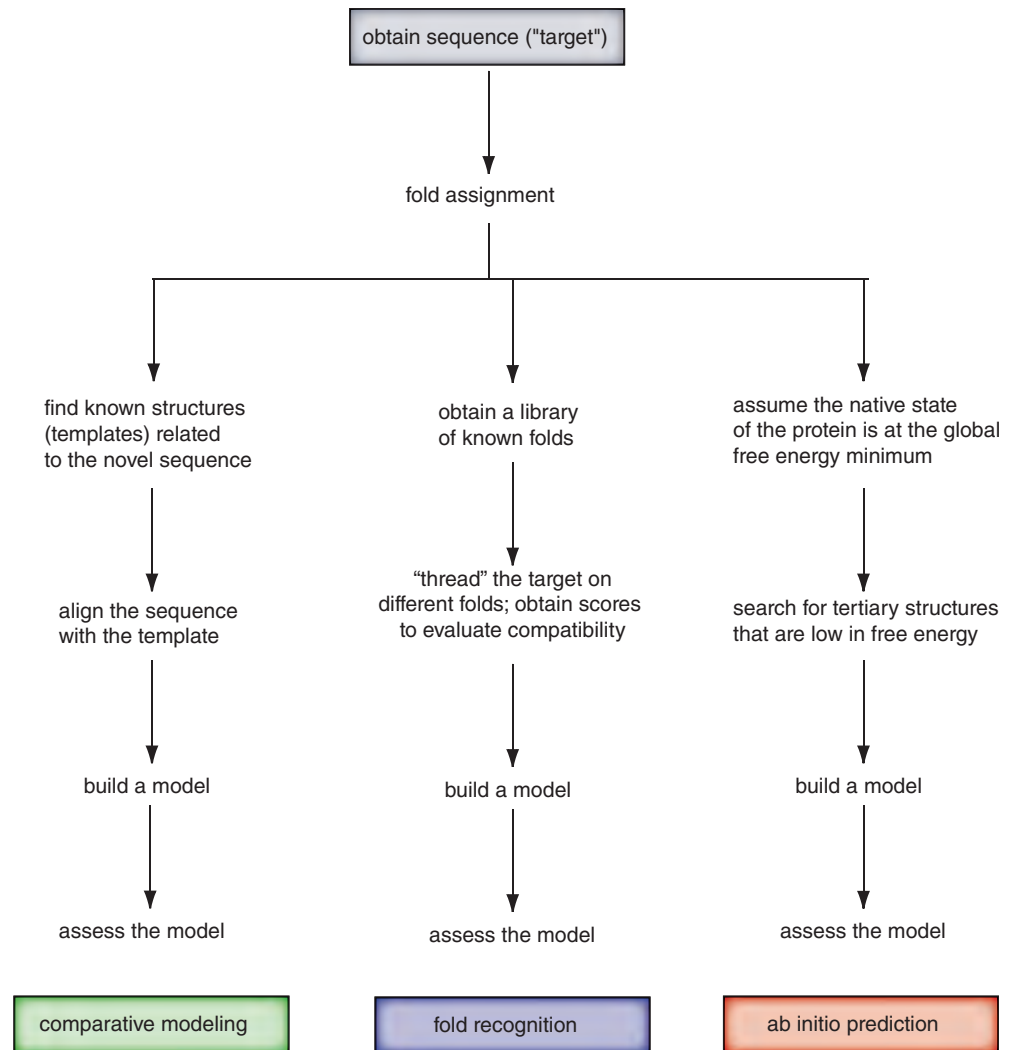 obtain sequence ("target")
fold assignment
find known structures
(templates) related
to the novel sequence
align the sequence
with the template
build a model
assess the model
comparative modeling
obtain a library
of known folds
“thread” the target on
different folds; obtain scores
to evaluate compatibility
build a model
assess the model
fold recognition
assume the native state
of the protein is at the global
free energy minimum
search for tertiary structures
that are low in free energy
build a model
assess the model
ab initio prediction